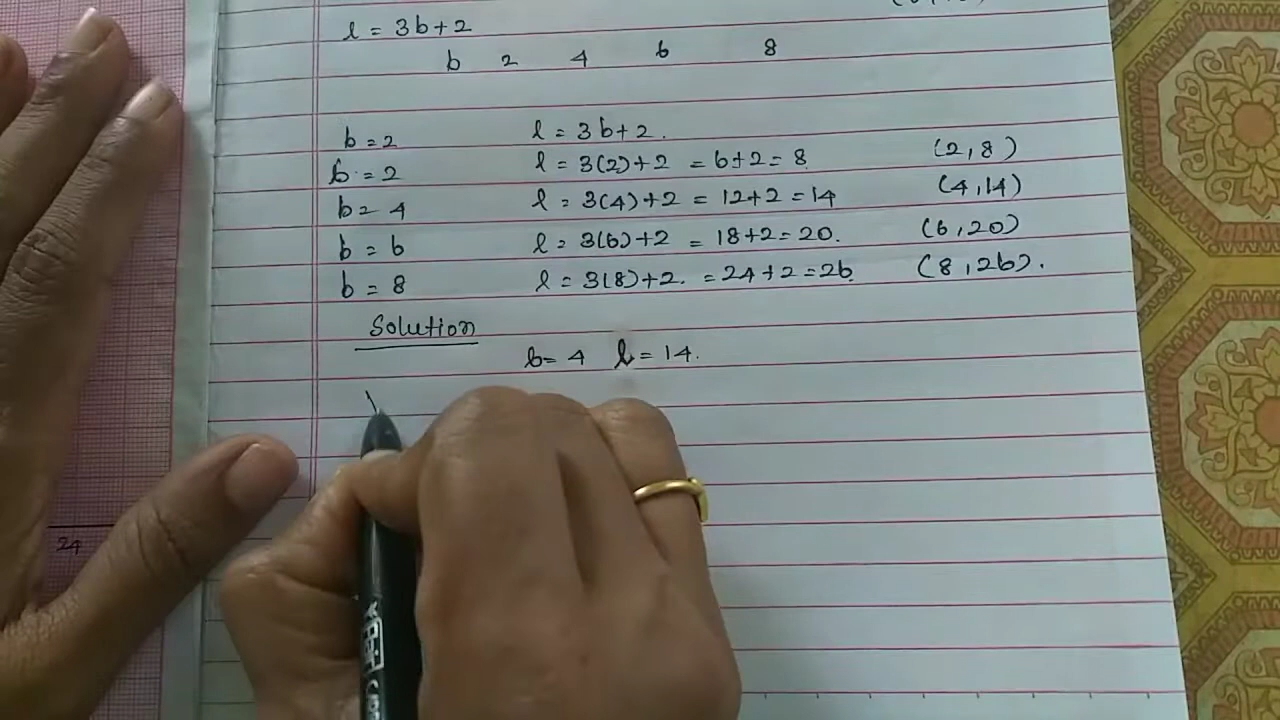 l = 3b+2
b 2 4 6 8
b = 2 l = 3b+2.
b = 2 l = 3(2)+2 = 6+2 = 8 (2,8)
b = 4 l = 3(4)+2 = 12+2 = 14 (4,14)
b = 6 l = 3(6)+2 = 18+2 = 20. (6,20)
b = 8 l = 3(8)+2. = 24+2 = 26. (8,26).
Solution
b = 4 l = 14.
24